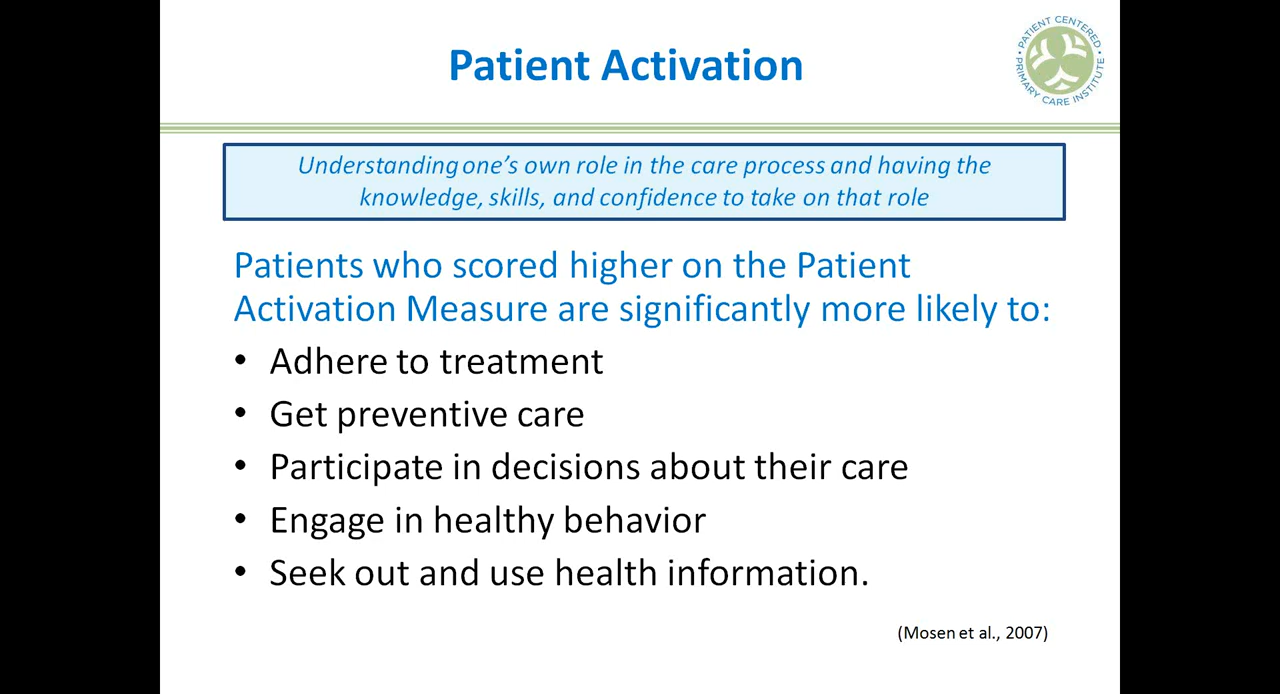 Patient Activation
PATIENT CENTERED
PRIMARY CARE INSTITUTE
Understanding one's own role in the care process and having the
knowledge, skills, and confidence to take on that role
Patients who scored higher on the Patient
Activation Measure are significantly more likely to:
• Adhere to treatment
• Get preventive care
• Participate in decisions about their care
• Engage in healthy behavior
• Seek out and use health information.
(Mosen et al., 2007)